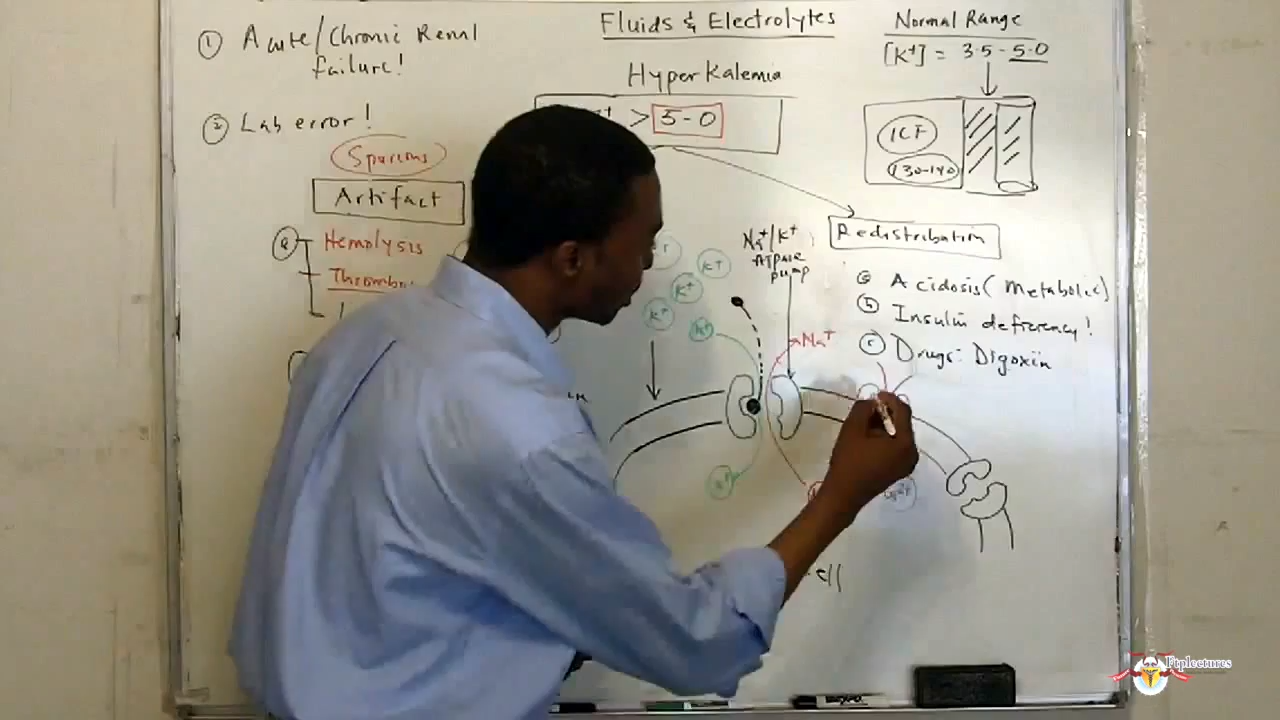 Fluids & Electrolytes
Normal Range
[K+] = 3.5 - 5.0
① Acute/Chronic Renal
failure!
HyperKalemia
> 5-0
ICF
130-140
② Lab error!
Spurious
Artifact
ⓐ Hemolysis
Redistribution
ⓐ Acidosis (Metabolic)
ⓑ Insulin deficiency!
ⓒ Drugs: Digoxin
Na+/K+
ATPase
pump
K+
K+
K+
K+
Na+
Ftplectures